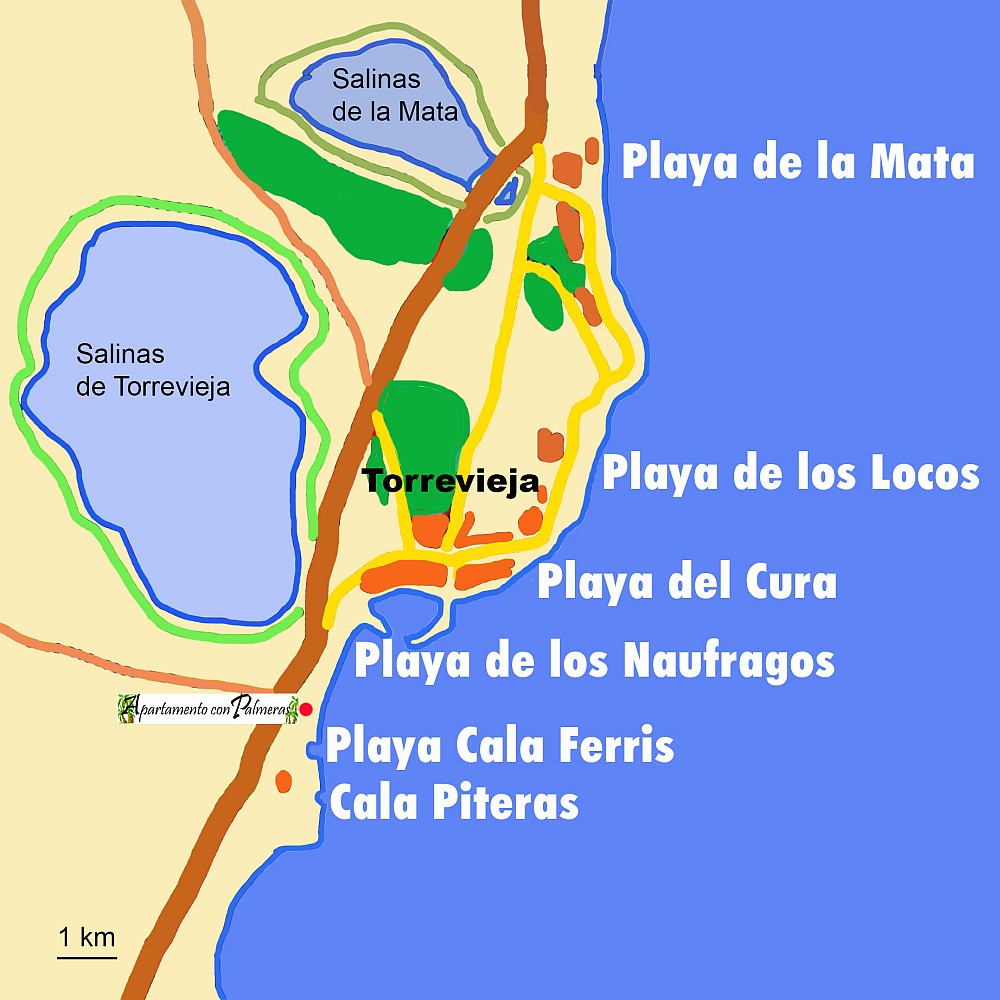 Salinas
de la Mata
Playa de la Mata
Salinas
de Torrevieja
Torrevieja
Playa de los Locos
Playa del Cura
Playa de los Naufragos
Apartamento con Palmeras
Playa Cala Ferris
Cala Piteras
1 km